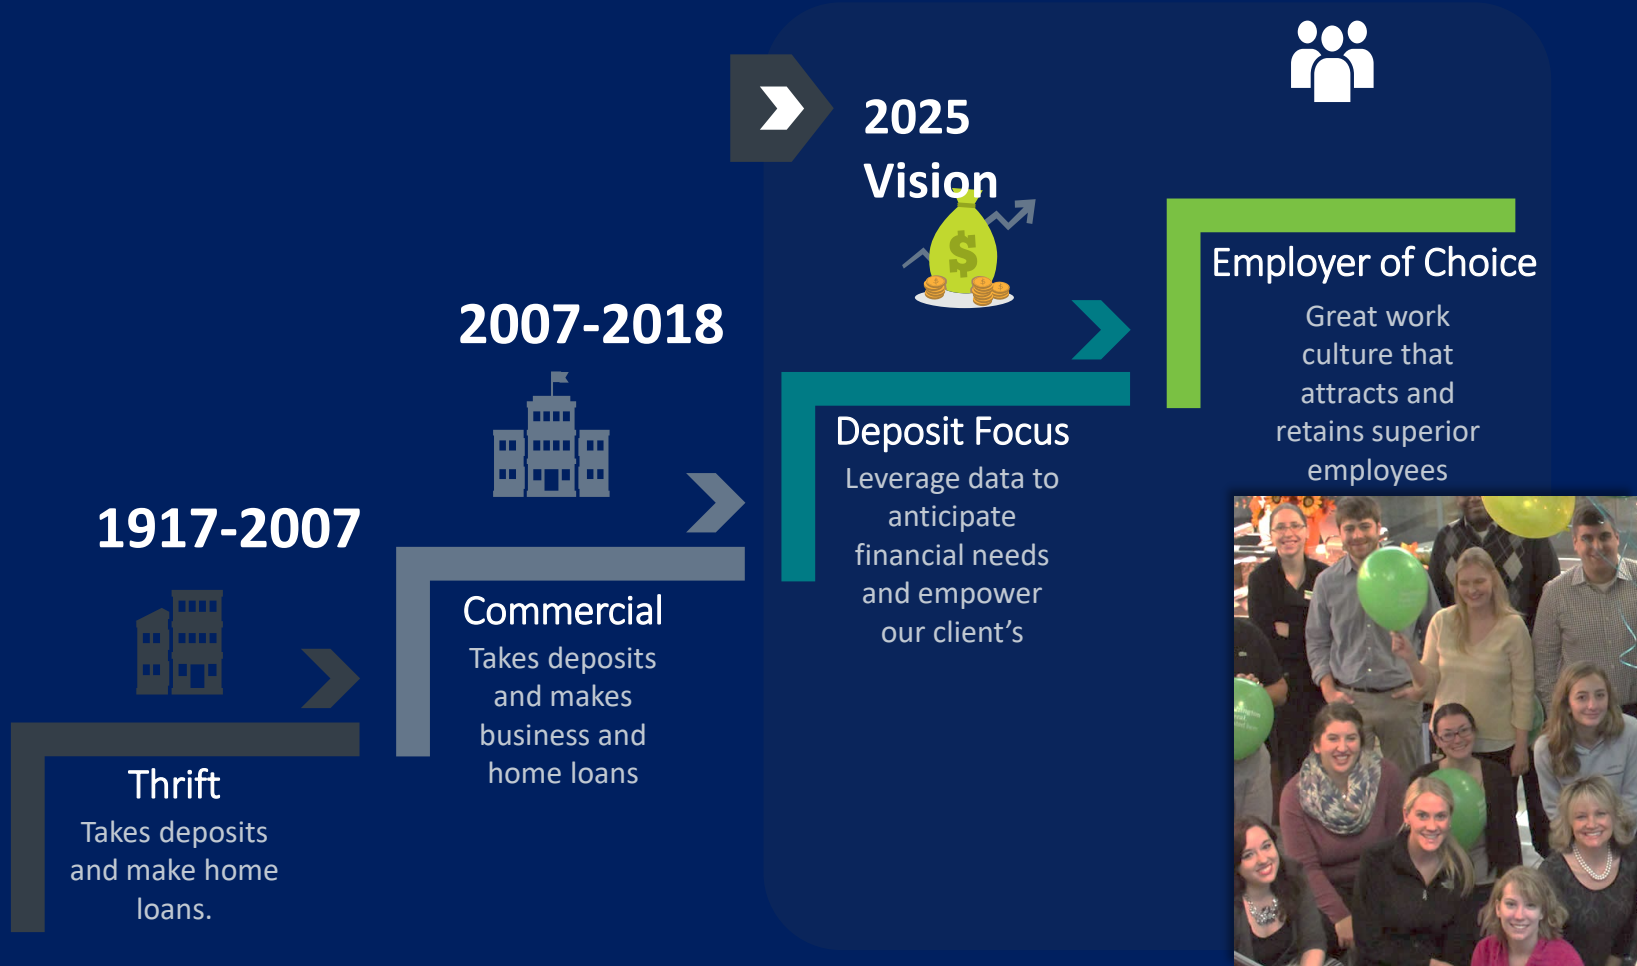 2025
Vision
Employer of Choice
Great work
culture that
attracts and
retains superior
employees
2007-2018
Deposit Focus
Leverage data to
anticipate
financial needs
and empower
our client’s
1917-2007
Commercial
Takes deposits
and makes
business and
home loans
Thrift
Takes deposits
and make home
loans.
$